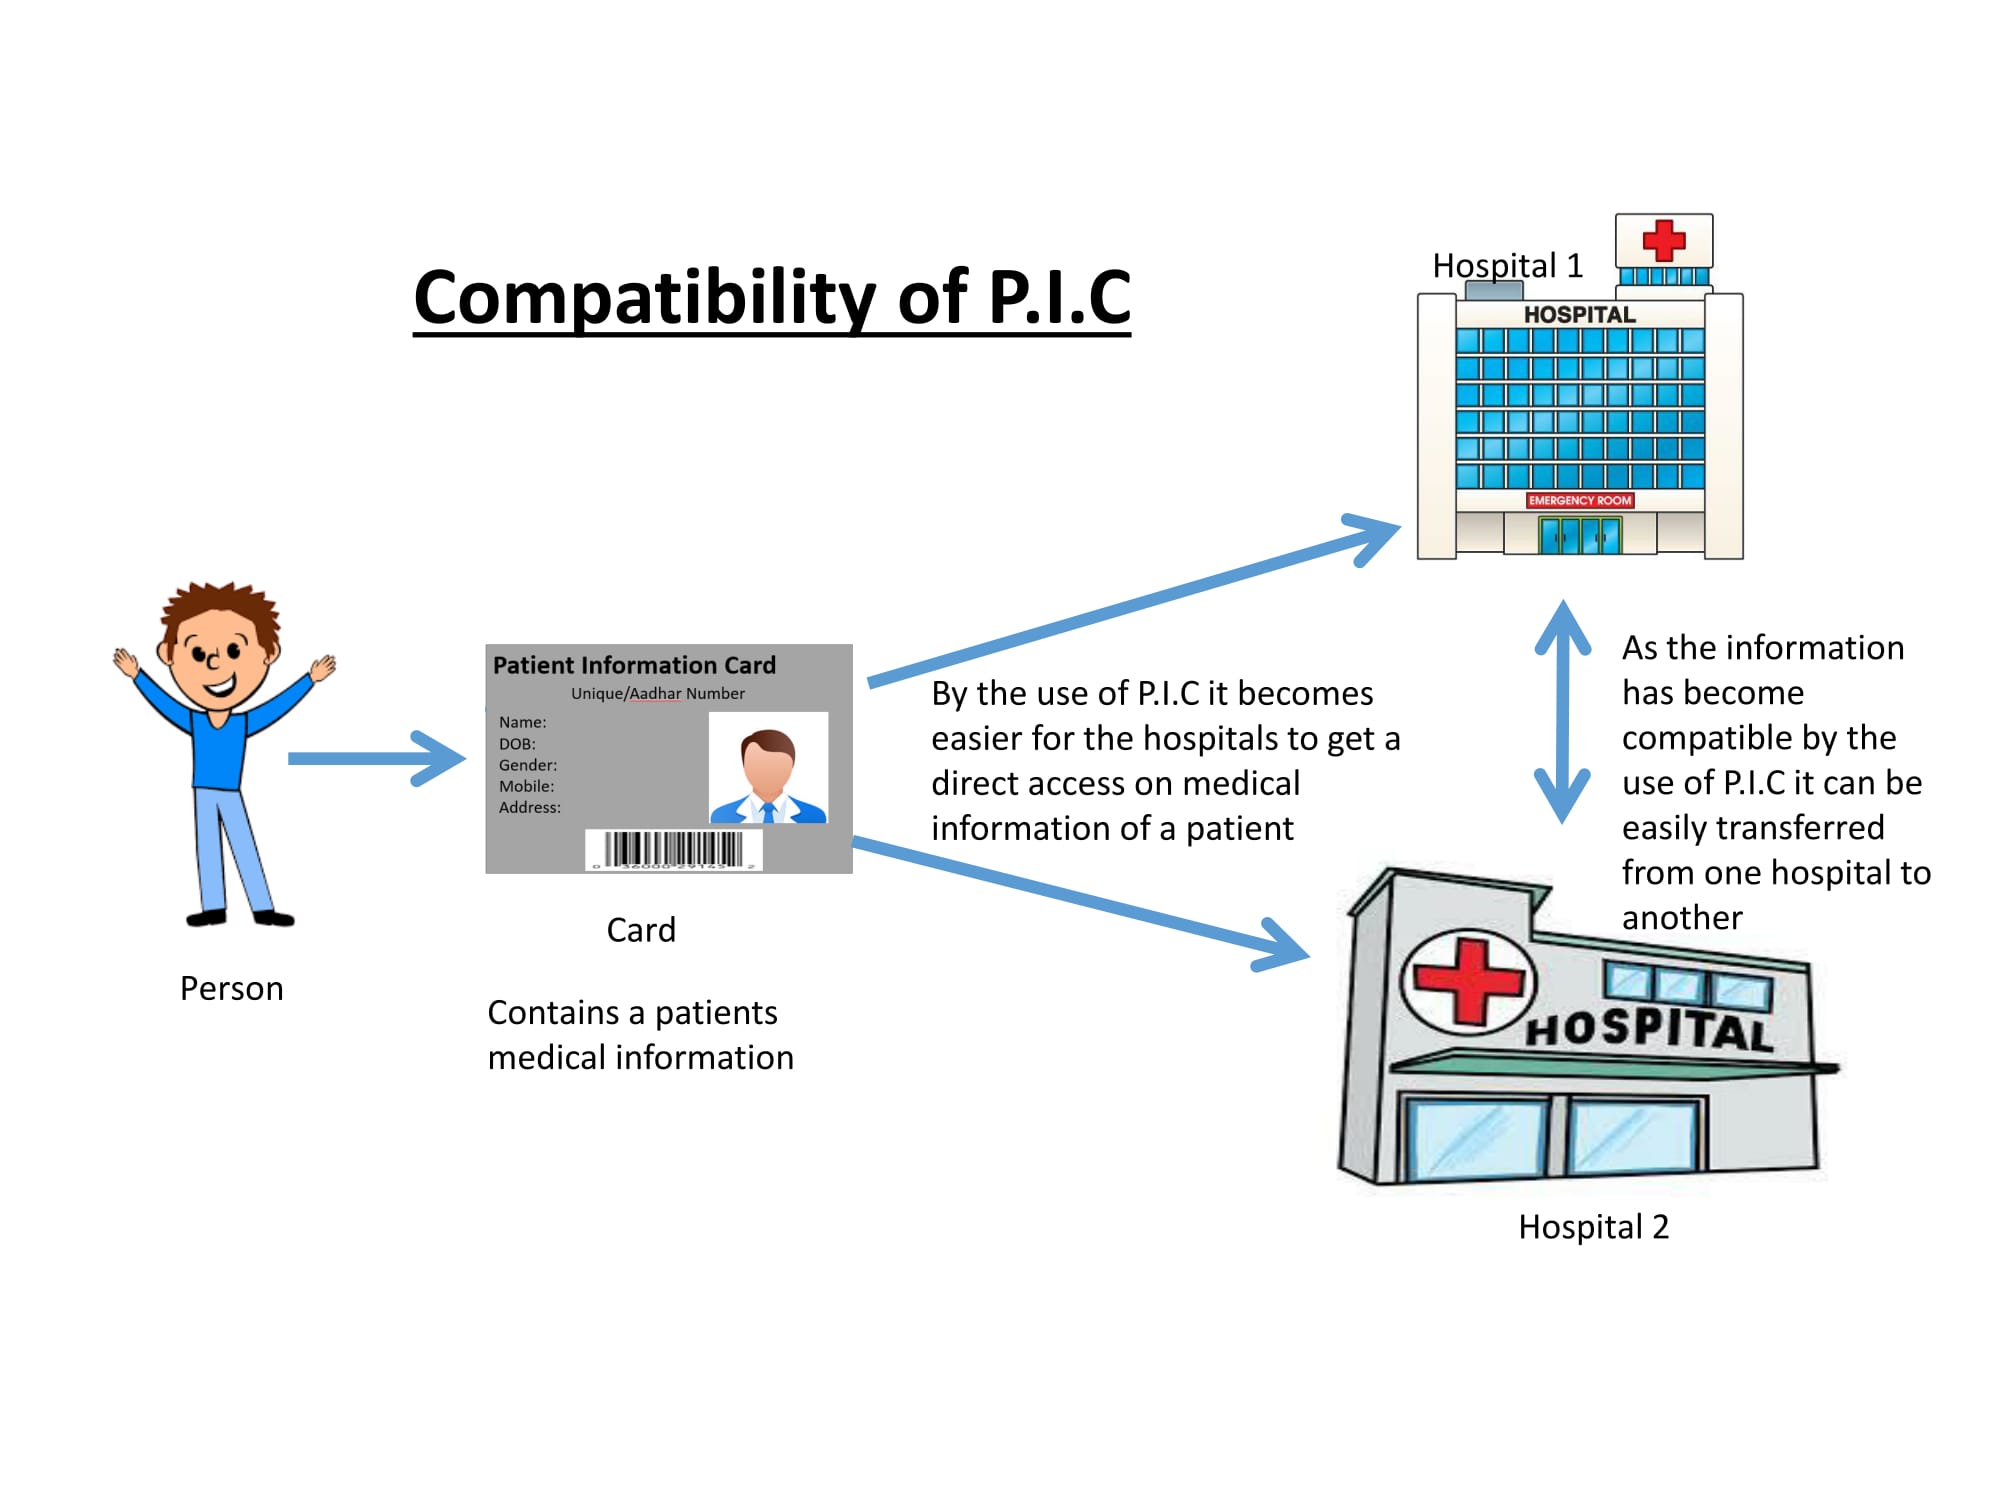 Compatibility of P.I.C
Hospital 1
HOSPITAL
EMERGENCY ROOM
Patient Information Card
Unique/Aadhar Number
Name:
DOB:
Gender:
Mobile:
Address:
Card
Contains a patients
medical information
Person
By the use of P.I.C it becomes
easier for the hospitals to get a
direct access on medical
information of a patient
As the information
has become
compatible by the
use of P.I.C it can be
easily transferred
from one hospital to
another
HOSPITAL
Hospital 2